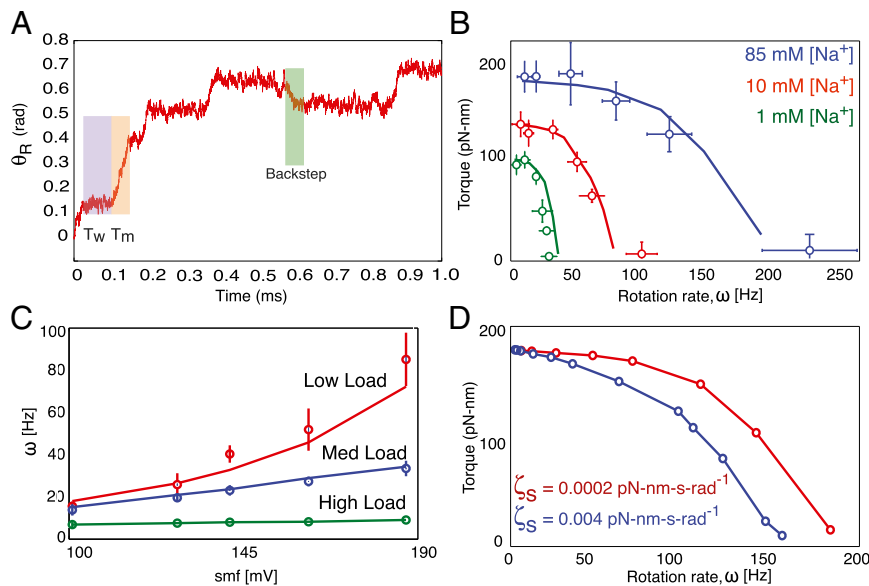 A
θR (rad)
0.8
0.7
0.6
0.5
0.4
0.3
0.2
0.1
0
Tw Tm
Backstep
0 0.1 0.2 0.3 0.4 0.5 0.6 0.7 0.8 0.9 1.0
Time (ms)
B
Torque (pN-nm)
200
100
0
85 mM [Na+]
10 mM [Na+]
1 mM [Na+]
0 50 100 150 200 250
Rotation rate, ω [Hz]
C
ω [Hz]
100
80
60
40
20
0
Low Load
Med Load
High Load
100 145 190
smf [mV]
D
Torque (pN-nm)
200
100
0
ζS = 0.0002 pN-nm-s-rad-1
ζS = 0.004 pN-nm-s-rad-1
0 50 100 150 200
Rotation rate, ω [Hz]